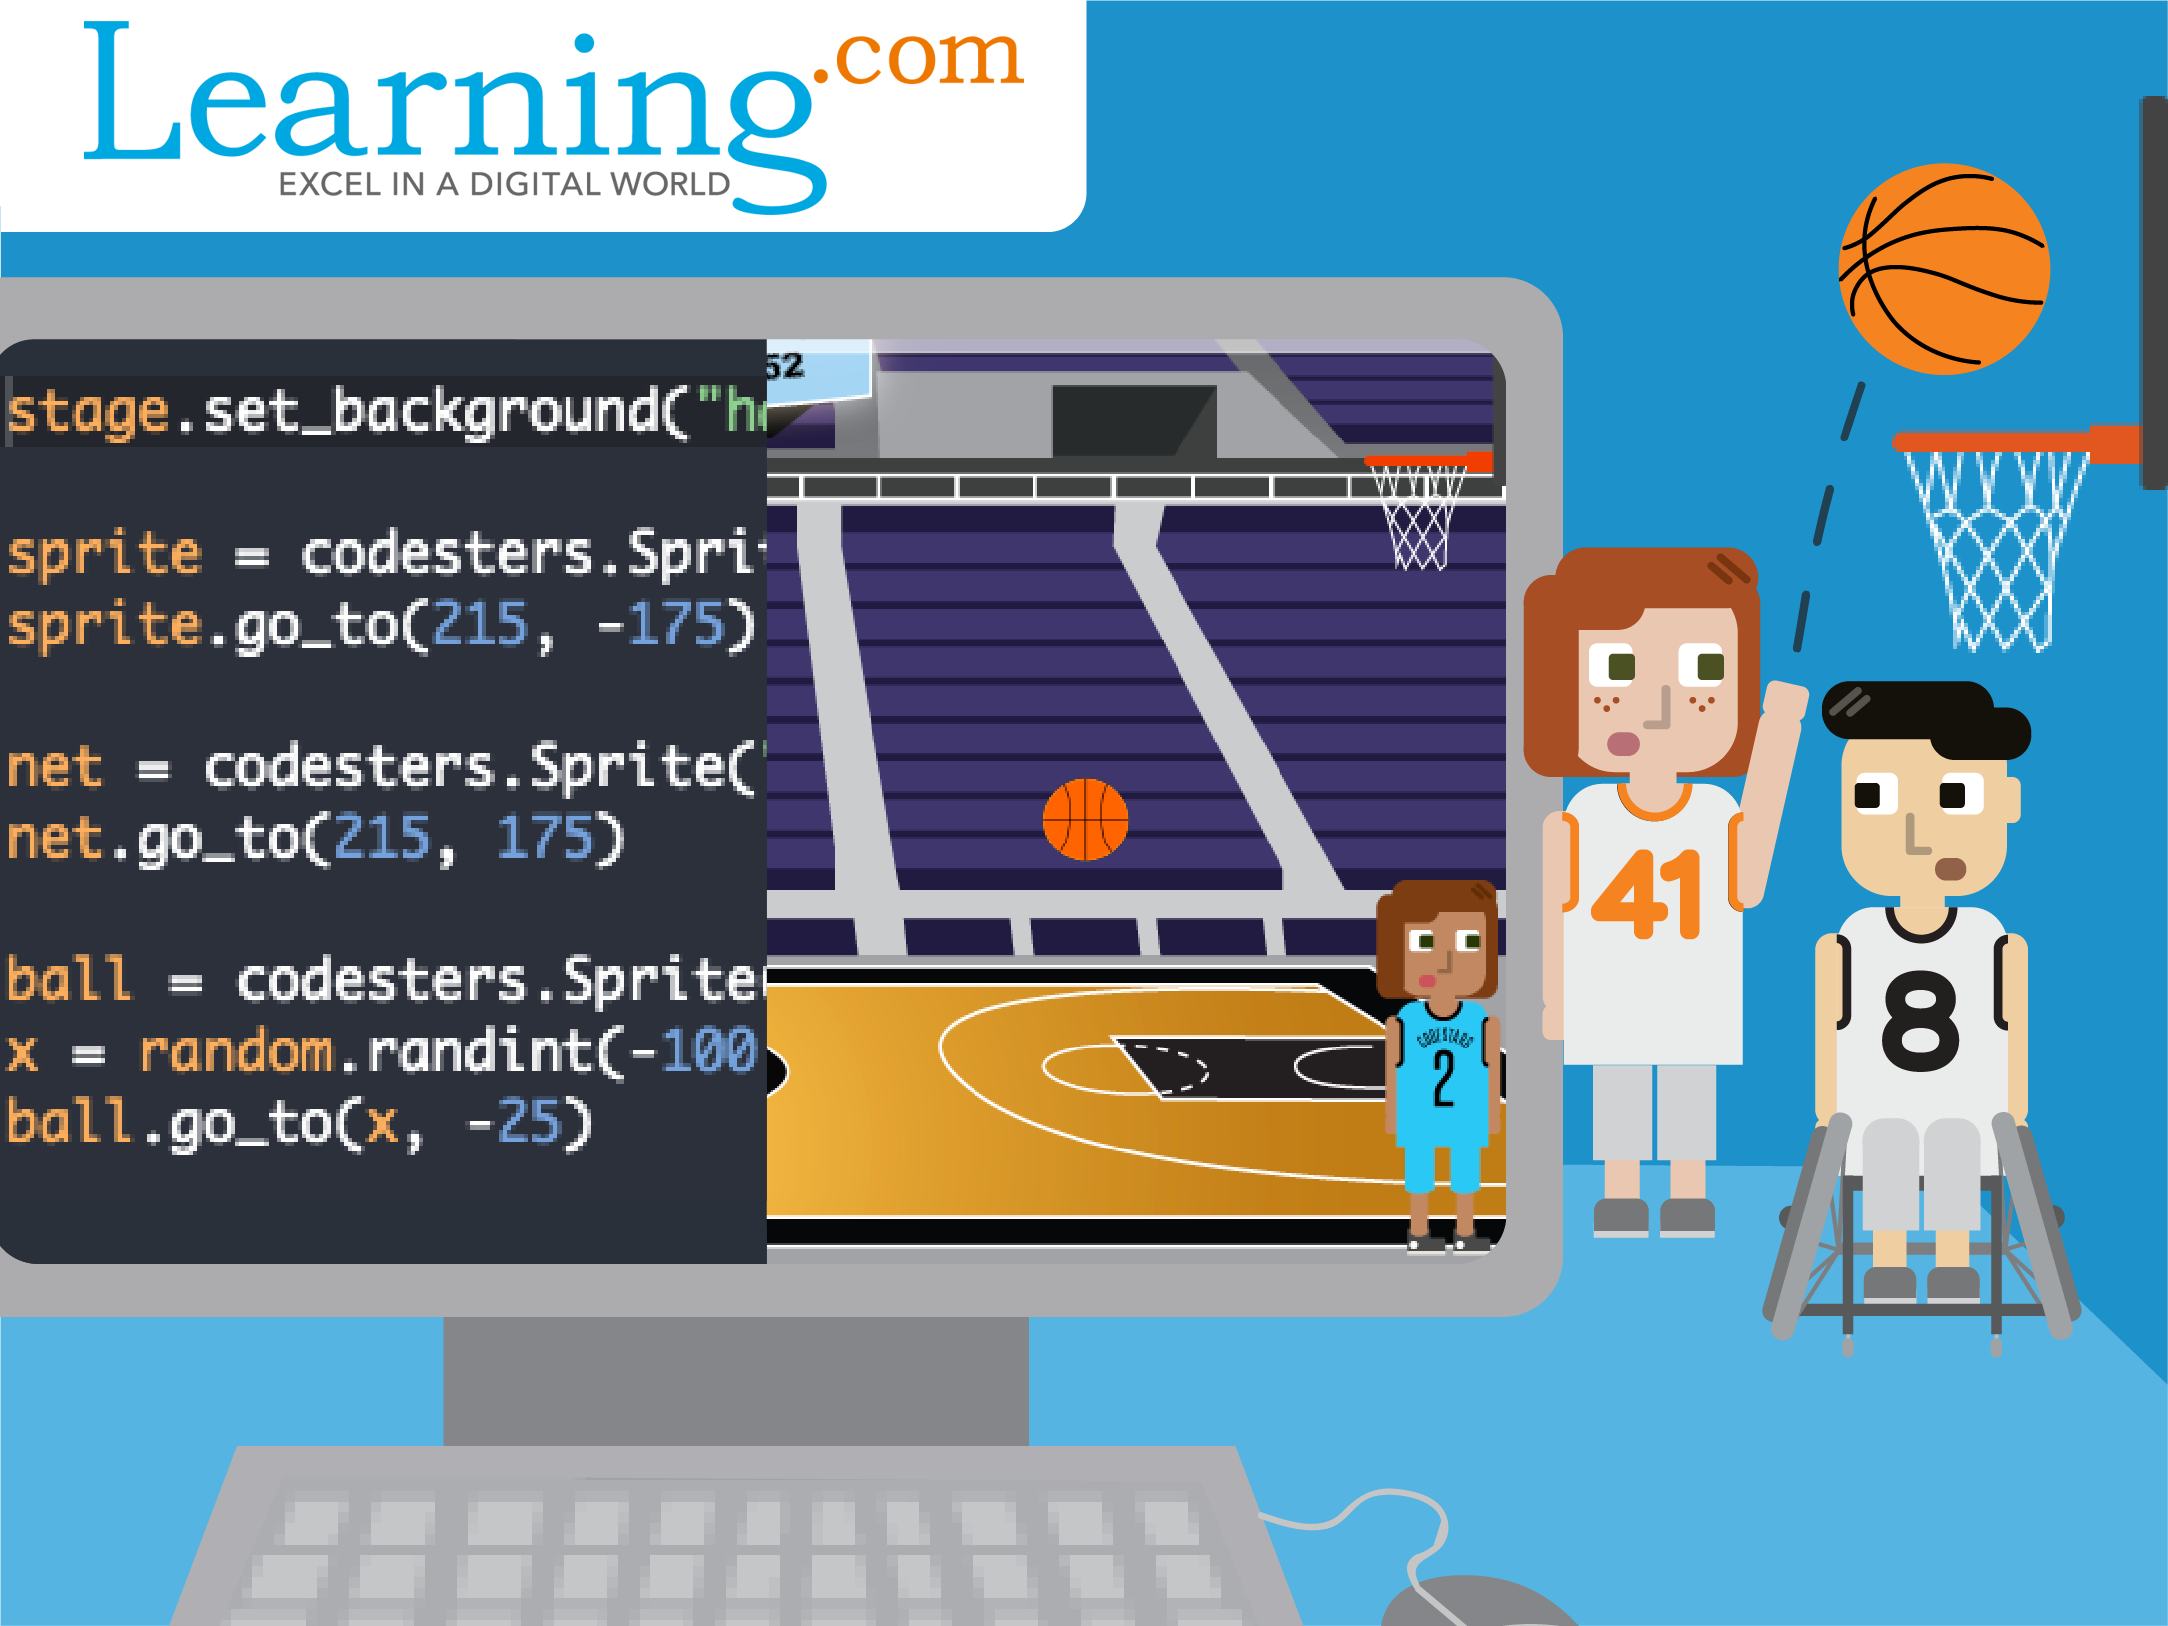 Learning.com
EXCEL IN A DIGITAL WORLD
stage.set_background("h
sprite = codesters.Spri
sprite.go_to(215, -175)
net = codesters.Sprite(
net.go_to(215, 175)
ball = codesters.Sprite
x = random.randint(-100
ball.go_to(x, -25)
52
CODESTARS
2
41
8